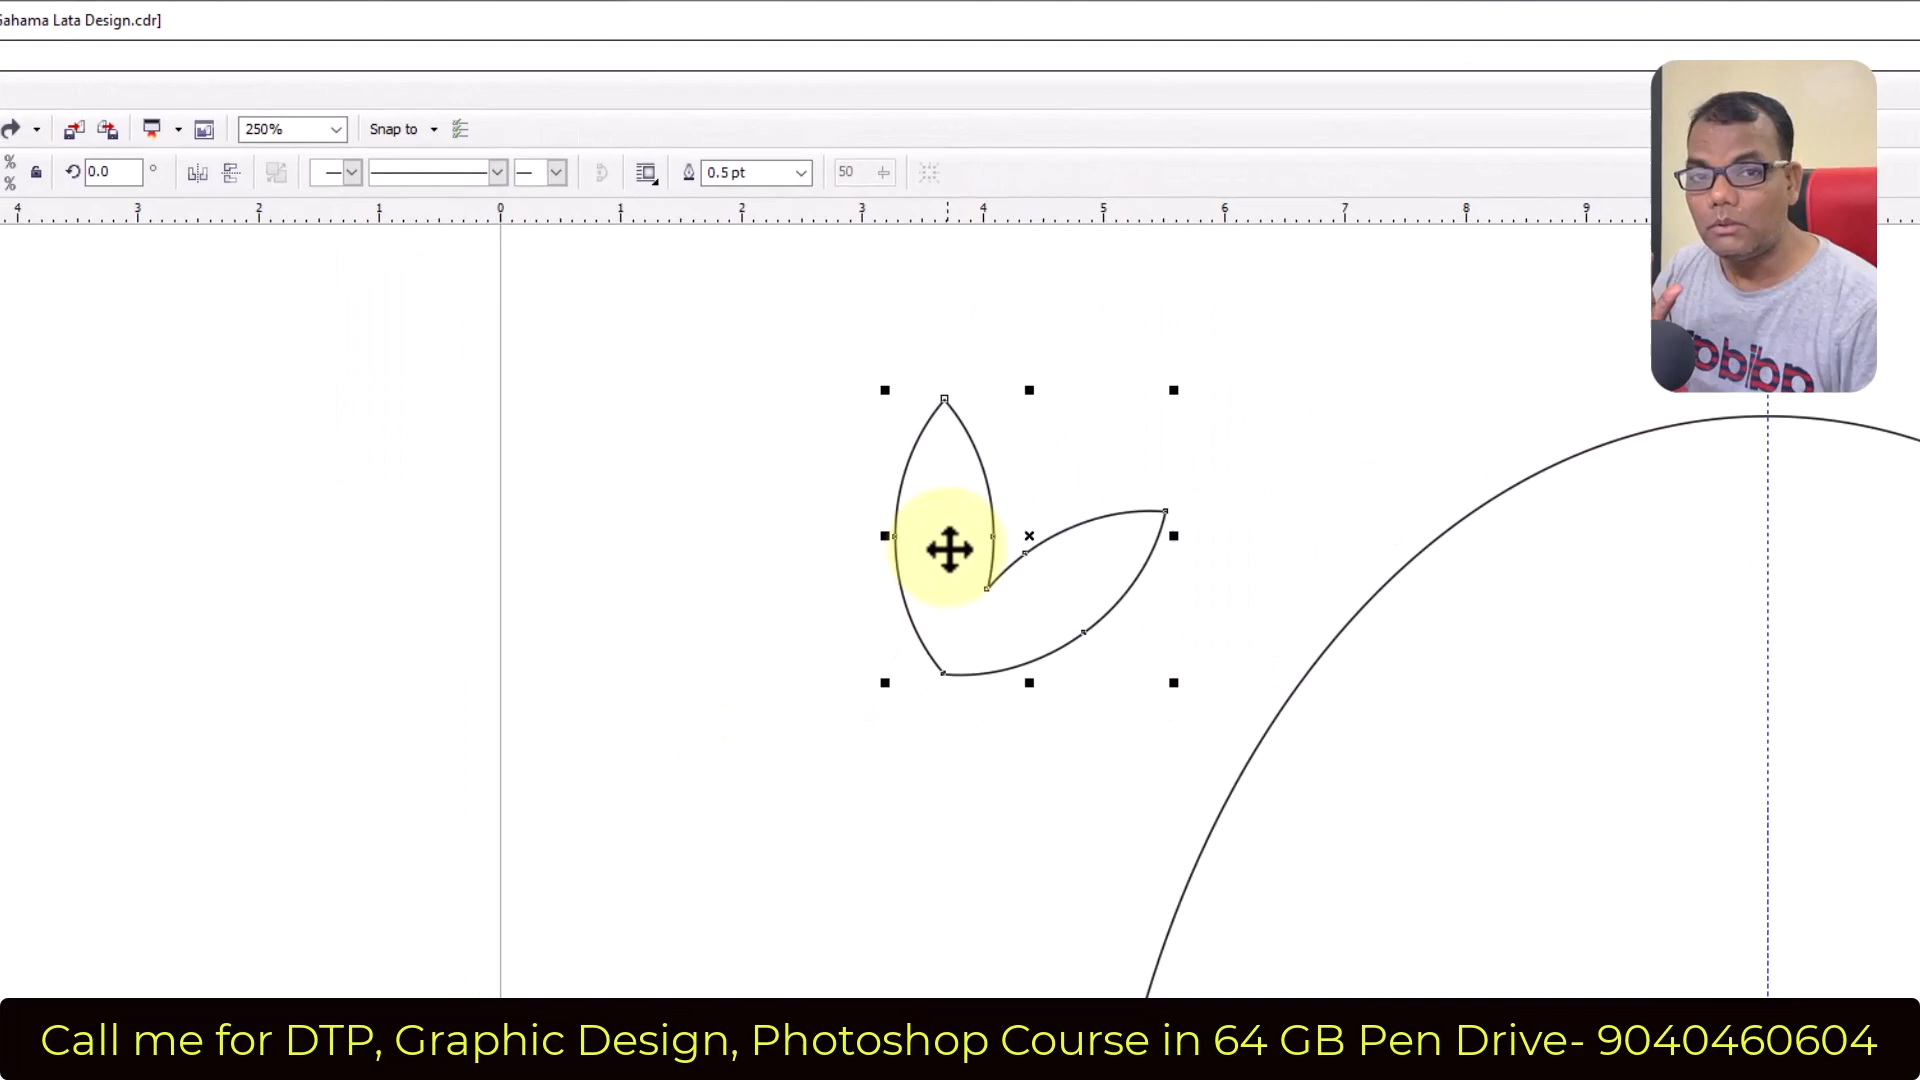 Gahama Lata Design.cdr]
250%
Snap to
%
%
0.0
°
0.5 pt
50
4 3 2 1 0 1 2 3 4 5 6 7 8 9
Call me for DTP, Graphic Design, Photoshop Course in 64 GB Pen Drive- 9040460604